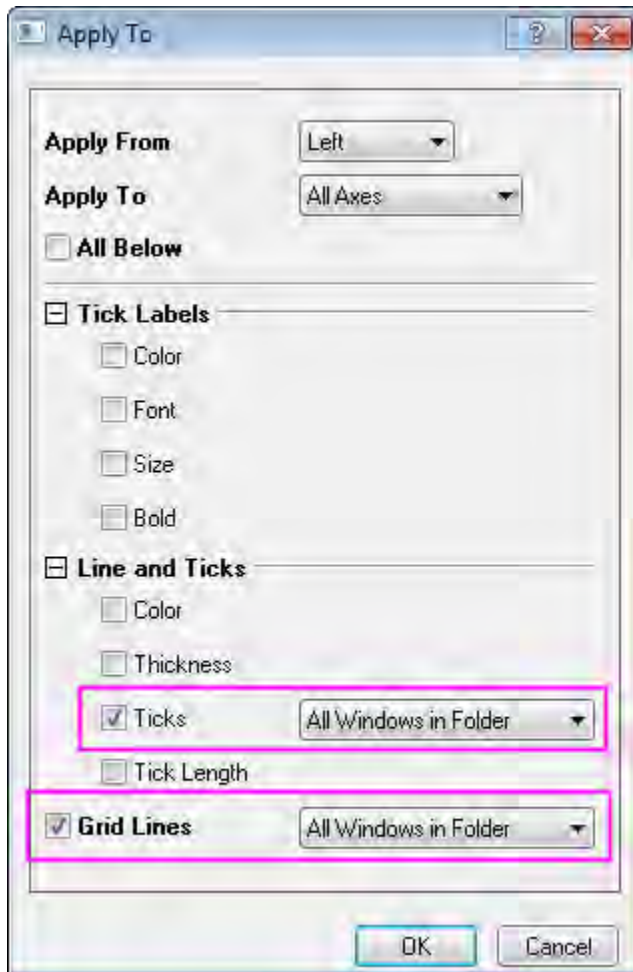 Apply To
Apply From Left
Apply To All Axes
All Below
Tick Labels
Color
Font
Size
Bold
Line and Ticks
Color
Thickness
Ticks All Windows in Folder
Tick Length
Grid Lines All Windows in Folder
OK Cancel